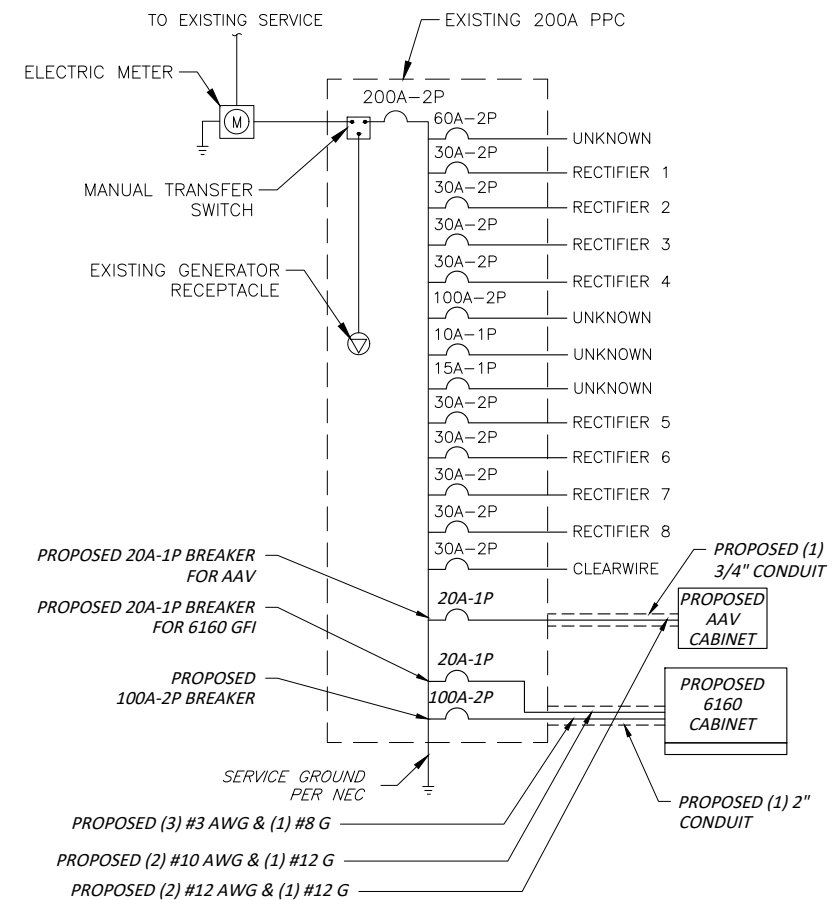 TO EXISTING SERVICE
EXISTING 200A PPC
ELECTRIC METER
200A-2P
M
60A-2P
UNKNOWN
30A-2P
RECTIFIER 1
MANUAL TRANSFER
SWITCH
30A-2P
RECTIFIER 2
30A-2P
RECTIFIER 3
EXISTING GENERATOR
RECEPTACLE
30A-2P
RECTIFIER 4
100A-2P
UNKNOWN
10A-1P
UNKNOWN
15A-1P
UNKNOWN
30A-2P
RECTIFIER 5
30A-2P
RECTIFIER 6
30A-2P
RECTIFIER 7
30A-2P
RECTIFIER 8
30A-2P
CLEARWIRE
PROPOSED 20A-1P BREAKER
FOR AAV
PROPOSED (1)
3/4" CONDUIT
PROPOSED 20A-1P BREAKER
FOR 6160 GFI
20A-1P
PROPOSED
AAV
CABINET
PROPOSED
100A-2P BREAKER
20A-1P
100A-2P
PROPOSED
6160
CABINET
SERVICE GROUND
PER NEC
PROPOSED (1) 2"
CONDUIT
PROPOSED (3) #3 AWG & (1) #8 G
PROPOSED (2) #10 AWG & (1) #12 G
PROPOSED (2) #12 AWG & (1) #12 G